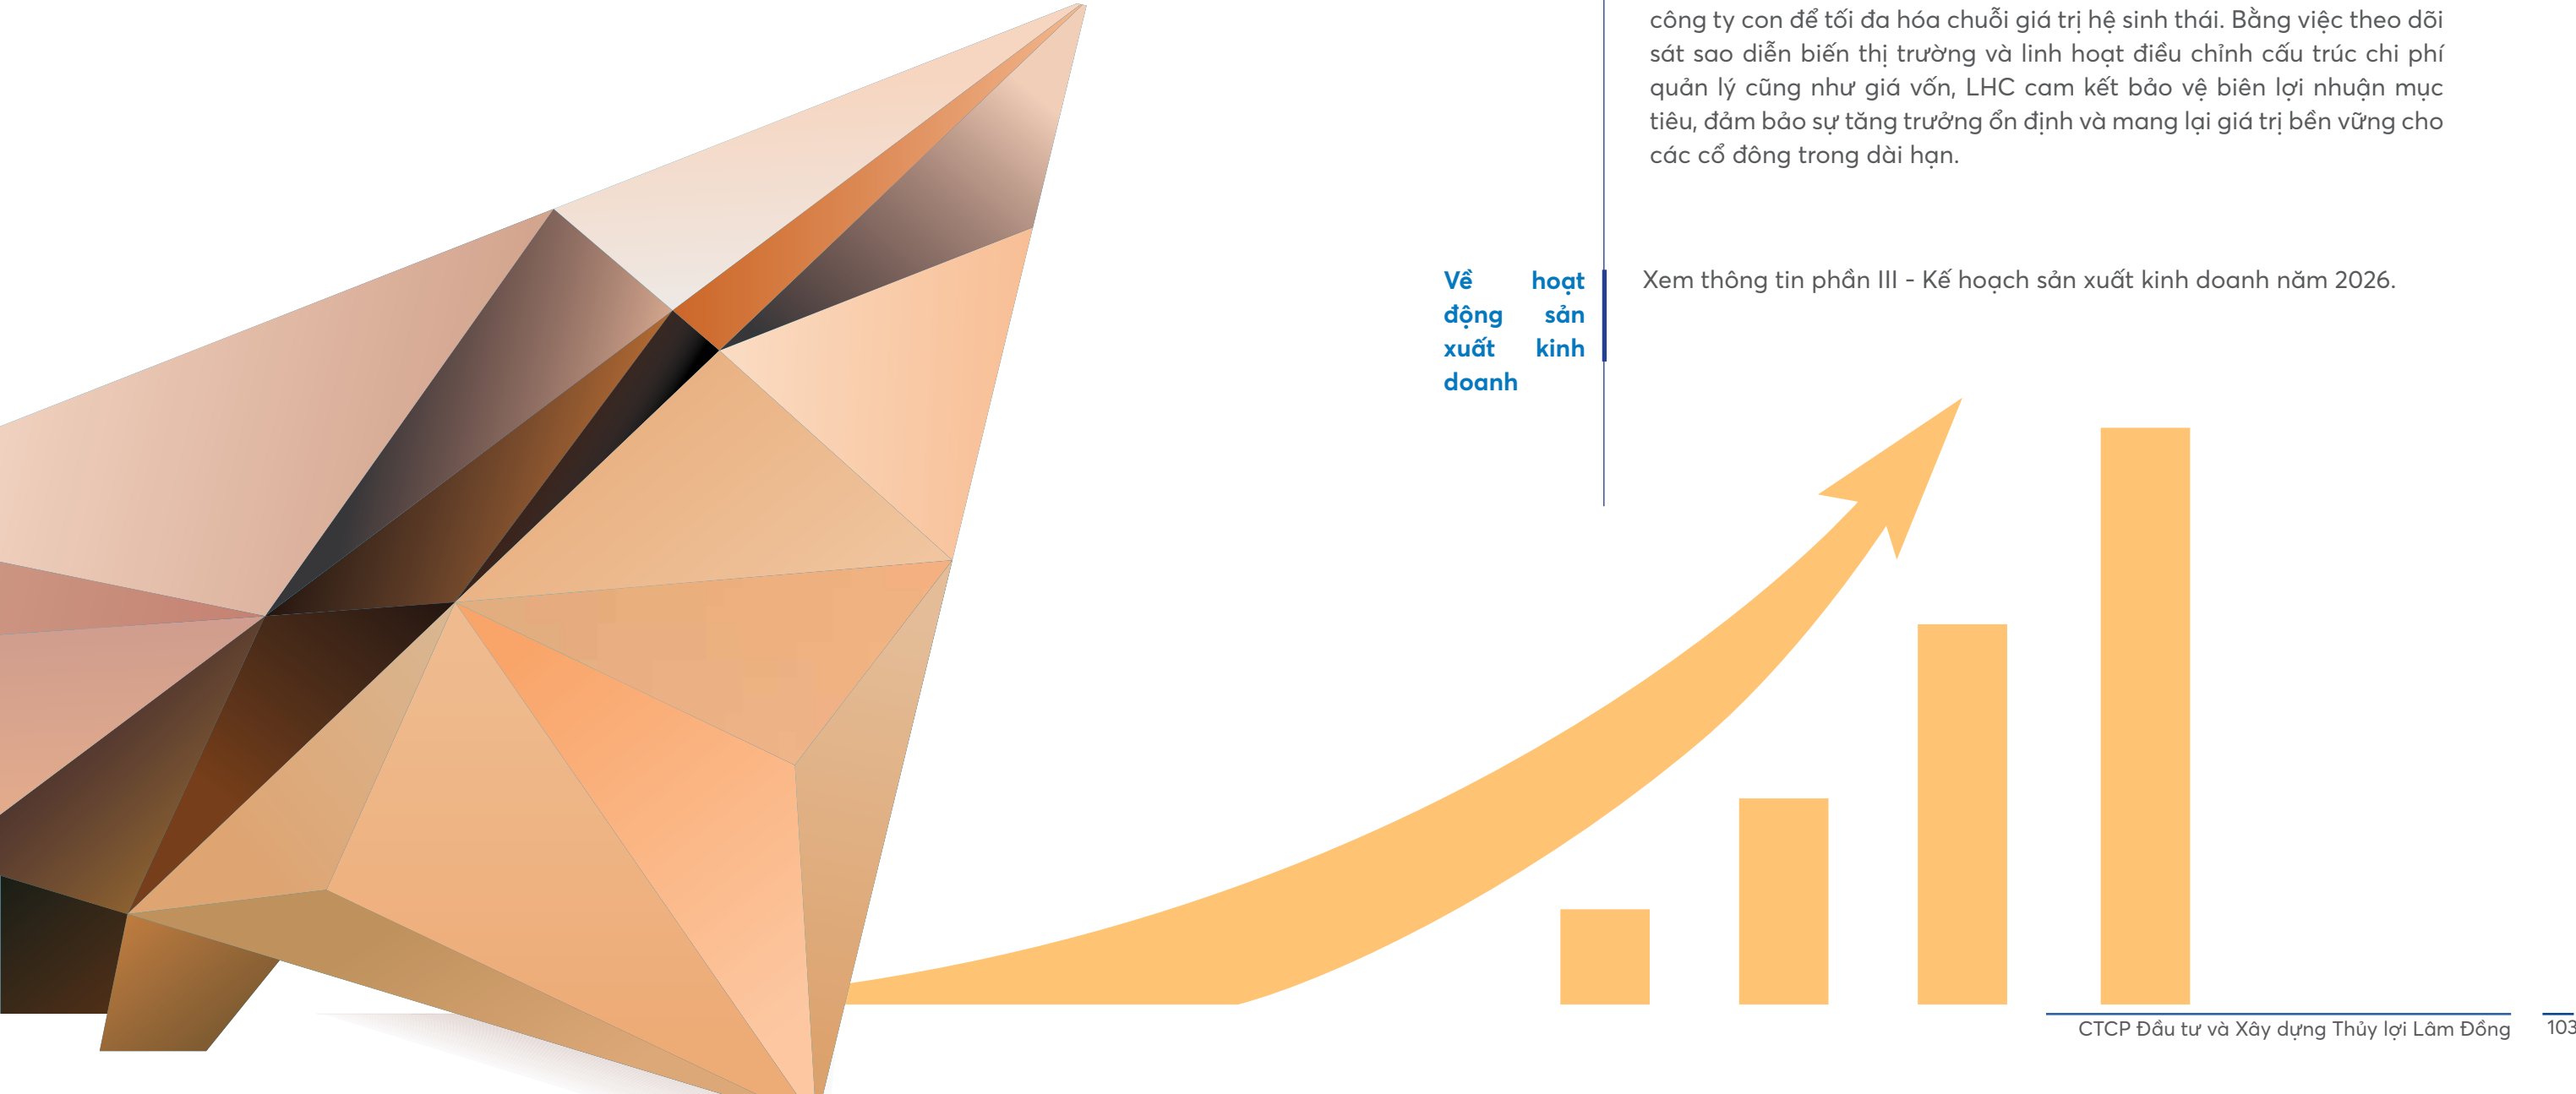 công ty con để tối đa hóa chuỗi giá trị hệ sinh thái. Bằng việc theo dõi
sát sao diễn biến thị trường và linh hoạt điều chỉnh cấu trúc chi phí
quản lý cũng như giá vốn, LHC cam kết bảo vệ biên lợi nhuận mục
tiêu, đảm bảo sự tăng trưởng ổn định và mang lại giá trị bền vững cho
các cổ đông trong dài hạn.
Về hoạt
động sản
xuất kinh
doanh
Xem thông tin phần III - Kế hoạch sản xuất kinh doanh năm 2026.
CTCP Đầu tư và Xây dựng Thủy lợi Lâm Đồng
103